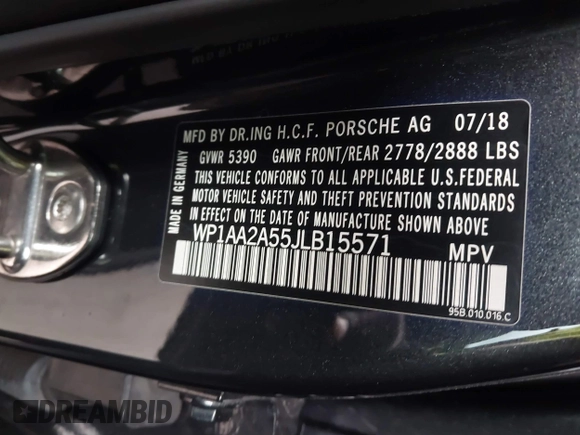 MFD BY DR.ING H.C.F. PORSCHE AG 07/18
GVWR 5390 GAWR FRONT/REAR 2778/2888 LBS
THIS VEHICLE CONFORMS TO ALL APPLICABLE U.S.FEDERAL
MOTOR VEHICLE SAFETY AND THEFT PREVENTION STANDARDS
IN EFFECT ON THE DATE OF MANUFACTURE SHOWN ABOVE
WP1AA2A55JLB15571 MPV
95B.010.016 C
MADE IN GERMANY
DREAMBID